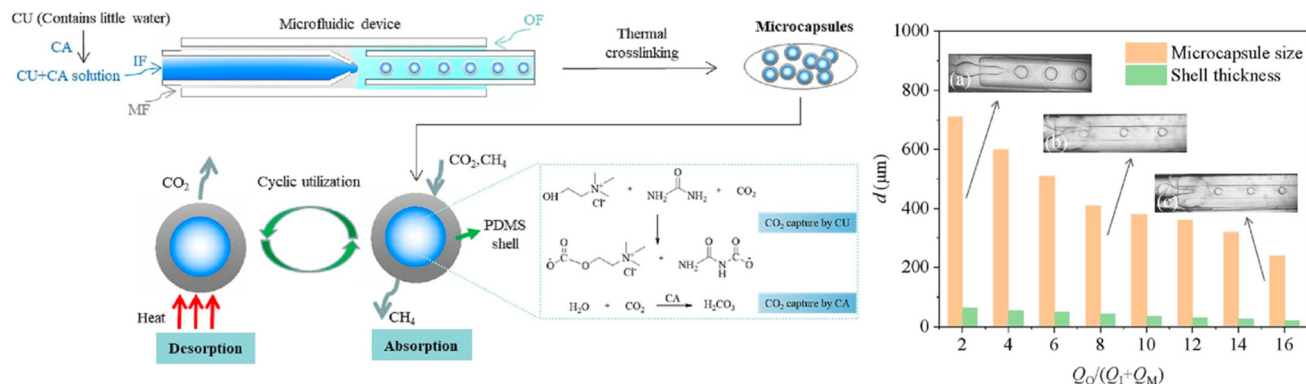 CU (Contains little water)
CA
CU+CA solution
IF
MF
Microfluidic device
OF
Thermal
crosslinking
Microcapsules
CO₂
Cyclic utilization
CO₂,CH₄
PDMS
shell
CH₄
Heat
Desorption
Absorption
OH
N⁺
Cl⁻
+
O
NH₂
NH₂
+
CO₂
CO₂ capture by CU
O
O⁻
O
N⁺
Cl⁻
+
O
O
NH₂
N
H
O⁻
H₂O + CO₂ CA H₂CO₃
CO₂ capture by CA
Microcapsule size
Shell thickness
(a)
(b)
(c)
d (μm)
1000
800
600
400
200
0
2 4 6 8 10 12 14 16
Q_O/(Q_I+Q_M)